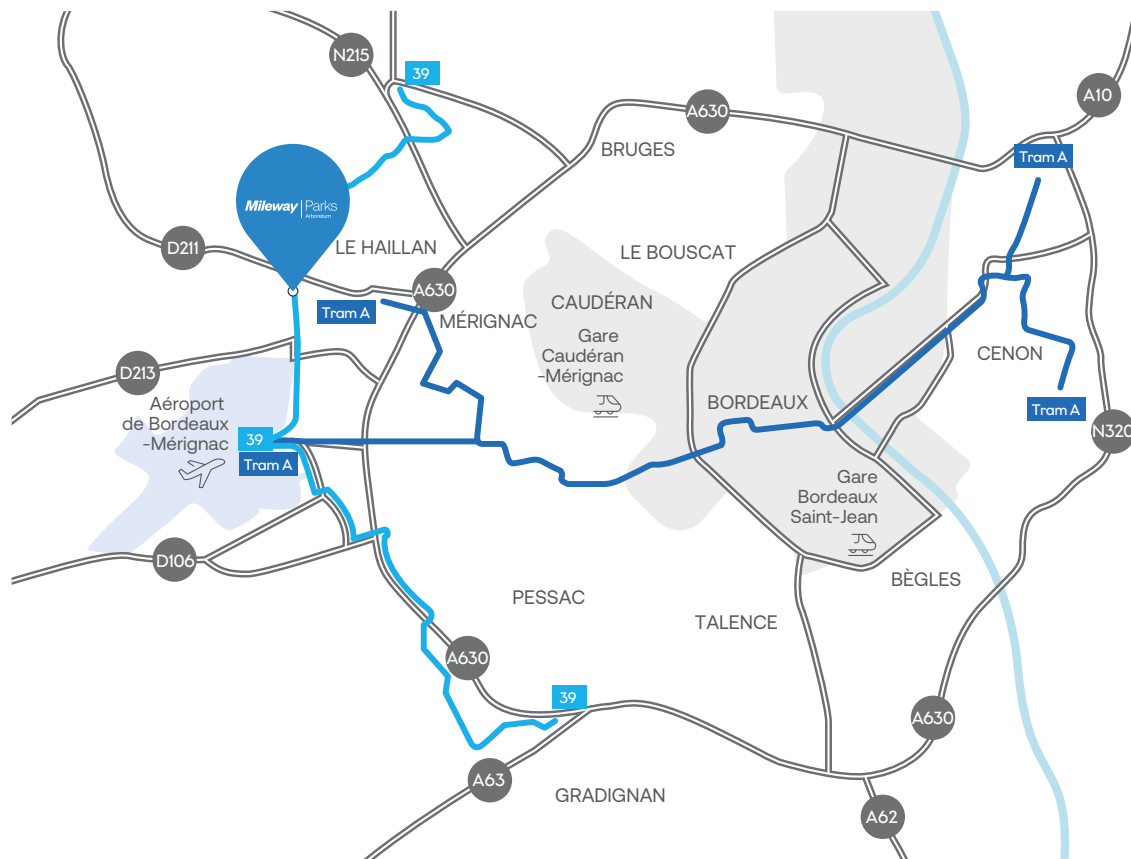 N215
39
A10
A630
BRUGES
Tram A
Mileway | Parks
Arboretum
D211
LE HAILLAN
LE BOUSCAT
A630
CAUDÉRAN
Tram A
MÉRIGNAC
Gare
Caudéran
-Mérignac
CENON
D213
Aéroport
de Bordeaux
-Mérignac
BORDEAUX
Tram A
N320
39
Tram A
Gare
Bordeaux
Saint-Jean
D106
BÈGLES
PESSAC
TALENCE
A630
39
A630
A63
GRADIGNAN
A62